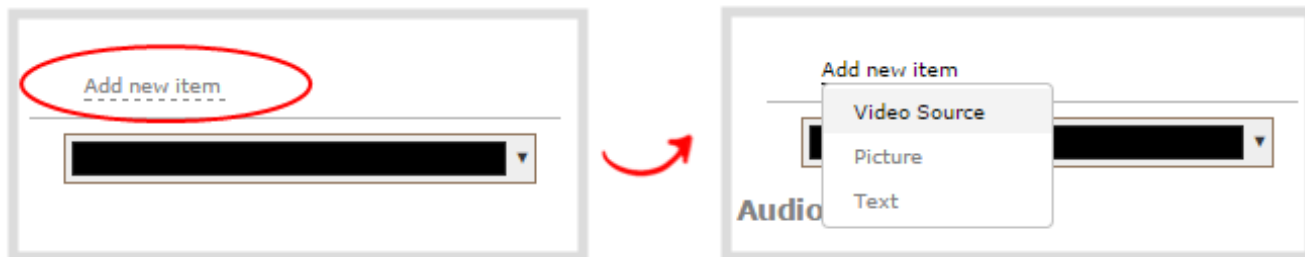 Add new item
Add new item
Video Source
Picture
Text
Audio